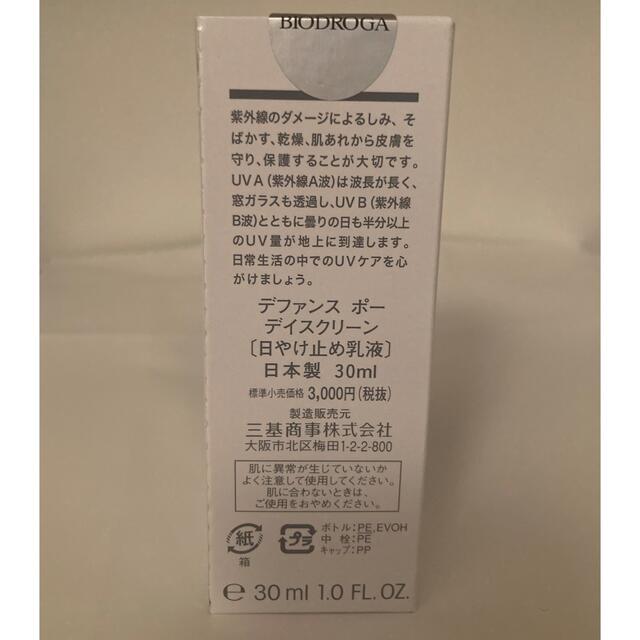 BIODROGA
紫外線のダメージによるしみ、そ
ばかす、乾燥、肌あれから皮膚を
守り、保護することが大切です。
UVA(紫外線A波)は波長が長く、
窓ガラスも透過し、UVB(紫外線
B波)とともに曇りの日も半分以上
のUV量が地上に到達します。
日常生活の中でのUVケアを心
がけましょう。
デファンス ポー
デイスクリーン
〔日やけ止め乳液〕
日本製 30ml
標準小売価格 3,000円(税抜)
製造販売元
三基商事株式会社
大阪市北区梅田1-2-2-800
肌に異常が生じていないか
よく注意して使用してください。
肌に合わないときは、
ご使用をおやめください。
紙
箱
プラ
ボトル:PE,EVOH
中 栓:PE
キャップ:PP
℮ 30 ml 1.0 FL. OZ.